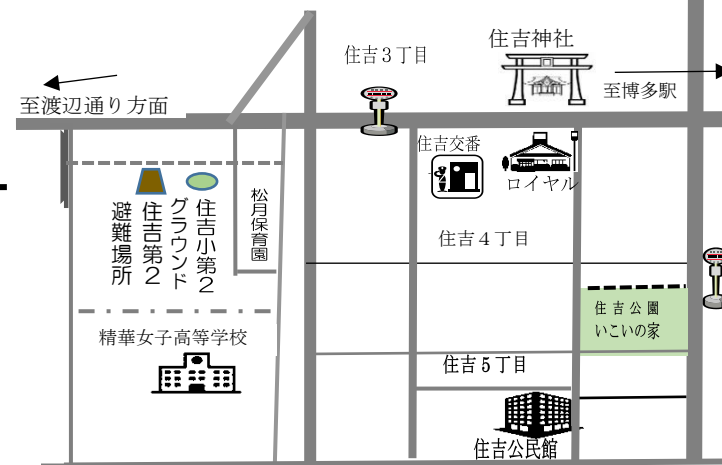 住吉３丁目
住吉神社
至渡辺通り方面
至博多駅
住吉交番
ロイヤル
松月保育園
住吉小第２
グラウンド
住吉第２
避難場所
住吉４丁目
住吉公園
いこいの家
精華女子高等学校
住吉５丁目
住吉公民館